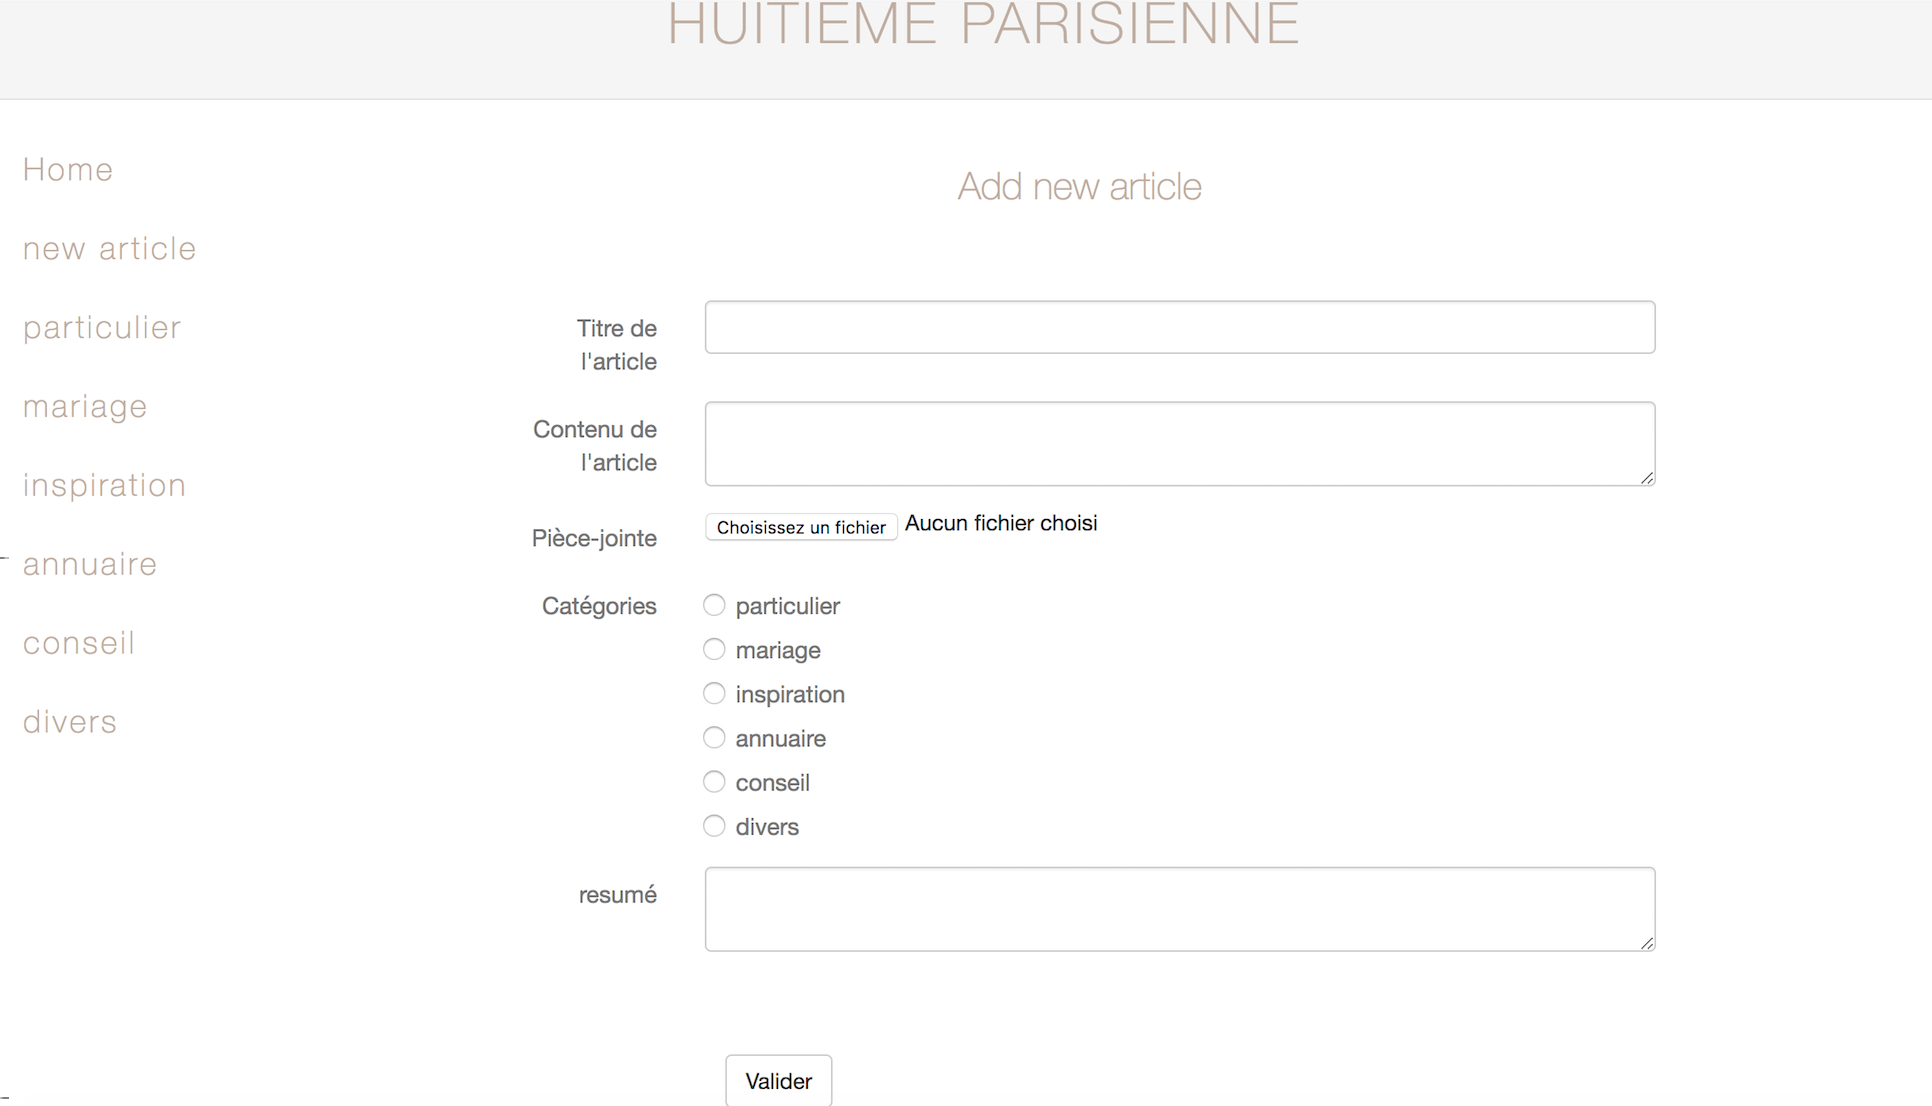 HUITIEME PARISIENNE
Home
new article
particulier
mariage
inspiration
annuaire
conseil
divers
Add new article
Titre de
l'article
Contenu de
l'article
Pièce-jointe
Choisissez un fichier Aucun fichier choisi
Catégories
particulier
mariage
inspiration
annuaire
conseil
divers
resumé
Valider